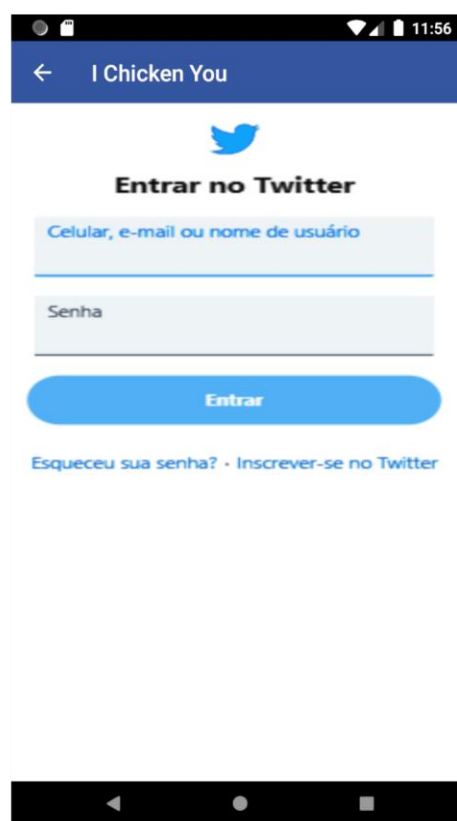 11:56
I Chicken You
Entrar no Twitter
Celular, e-mail ou nome de usuário
Senha
Entrar
Esqueceu sua senha? · Inscrever-se no Twitter